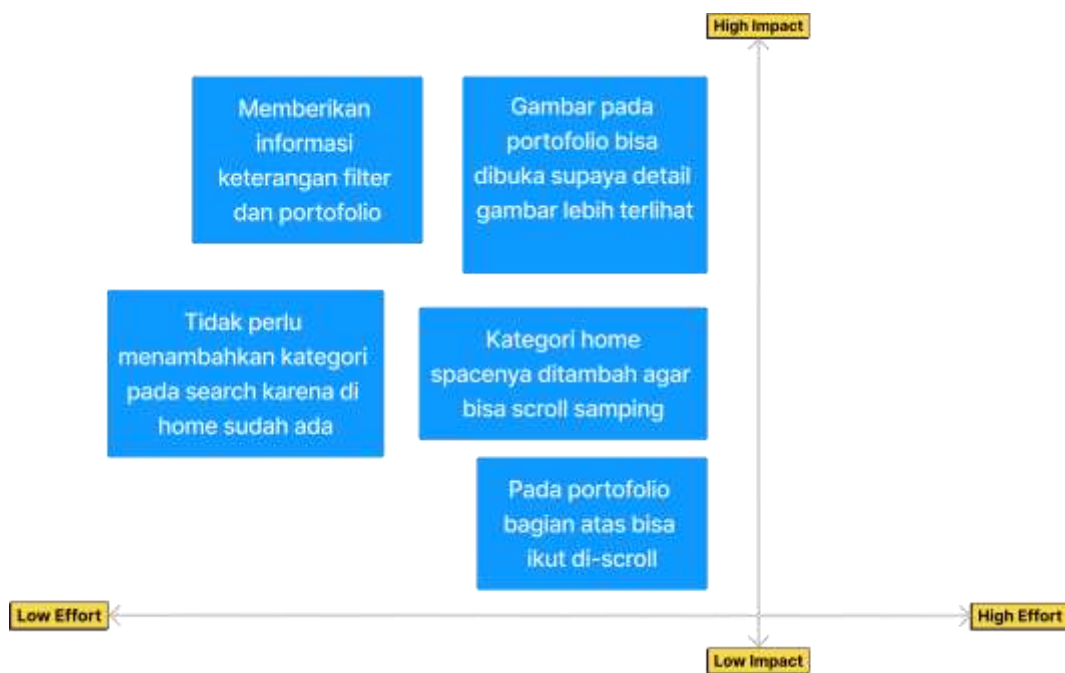 High Impact
Memberikan
informasi
keterangan filter
dan portofolio
Gambar pada
portofolio bisa
dibuka supaya detail
gambar lebih terlihat
Tidak perlu
menambahkan kategori
pada search karena di
home sudah ada
Kategori home
spacenya ditambah agar
bisa scroll samping
Pada portofolio
bagian atas bisa
ikut di-scroll
Low Effort
High Effort
Low Impact